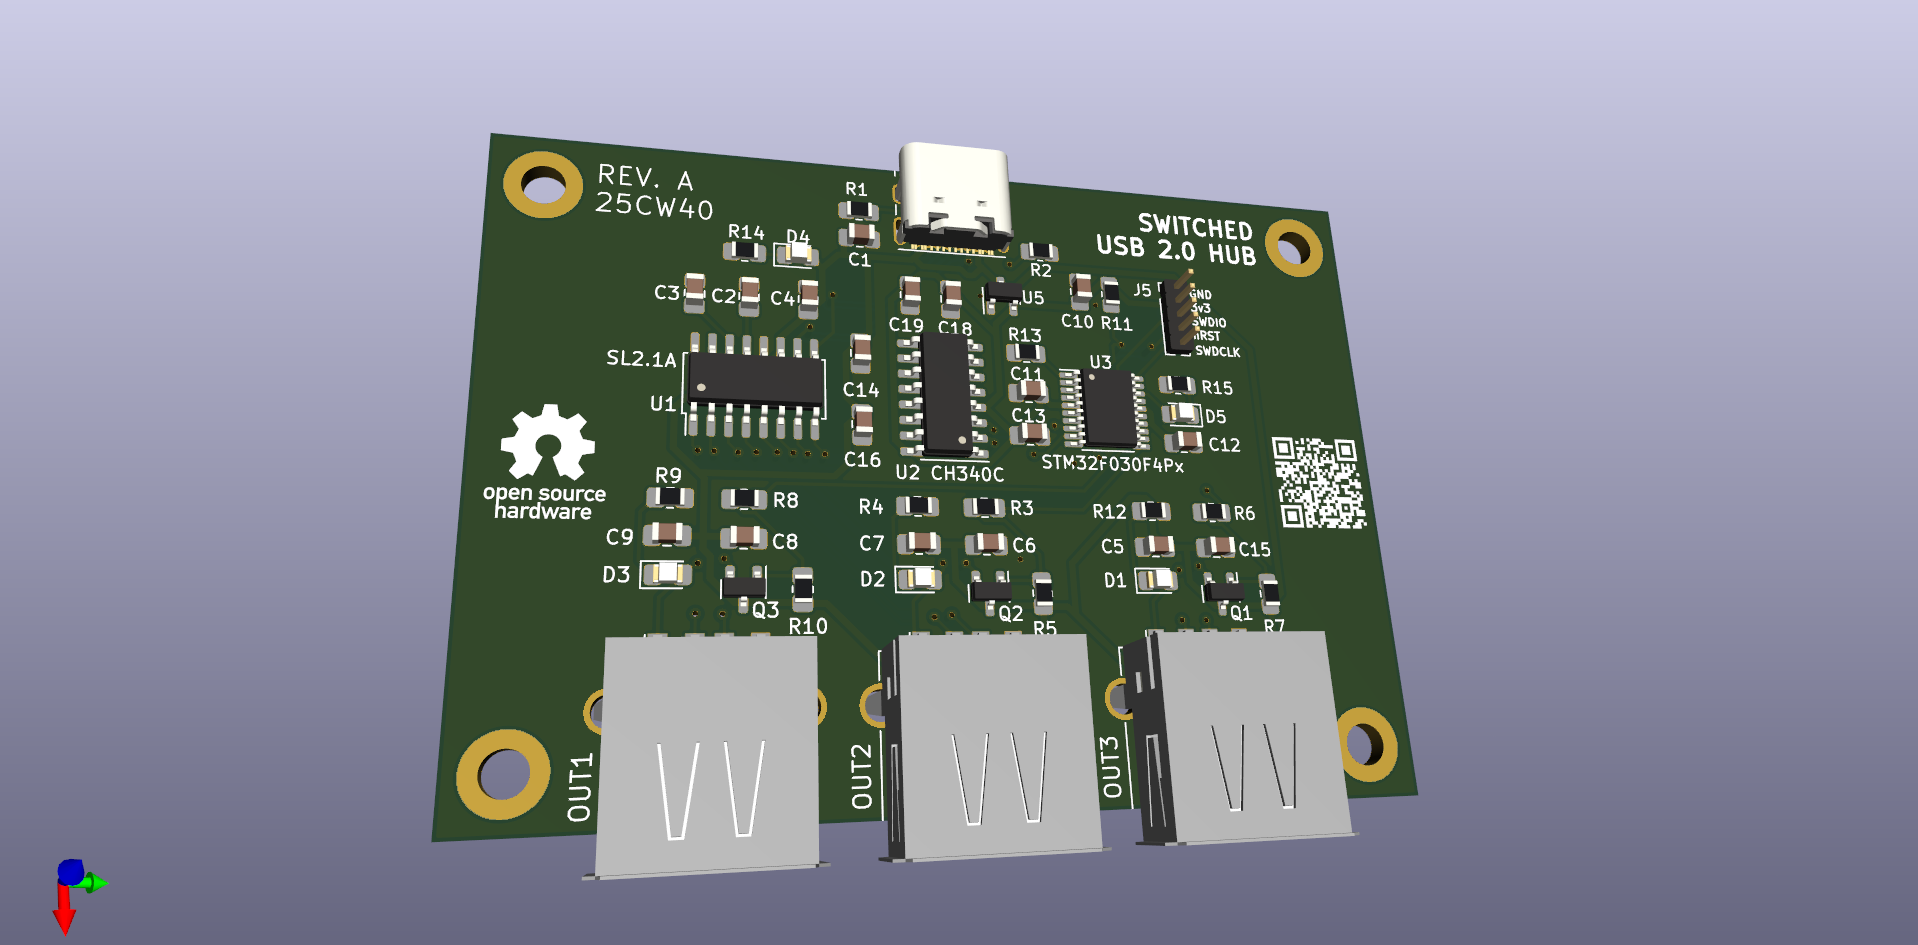 REV. A
25CW40
R1
C1
R14
D4
C3
C2
C4
SWITCHED
USB 2.0 HUB
R2
U5
C10
R11
J5
GND
3v3
SWDIO
SWDCLK
C19
C18
R13
SL2.1A
U1
C14
C16
C11
C13
U3
R15
D5
C12
U2 CH340C
STM32F030F4Px
open source
hardware
R9
R8
R4
R3
R12
R6
C9
C8
C7
C6
C5
C15
D3
D2
D1
Q3
R10
Q2
R5
Q1
R7
OUT1
OUT2
OUT3